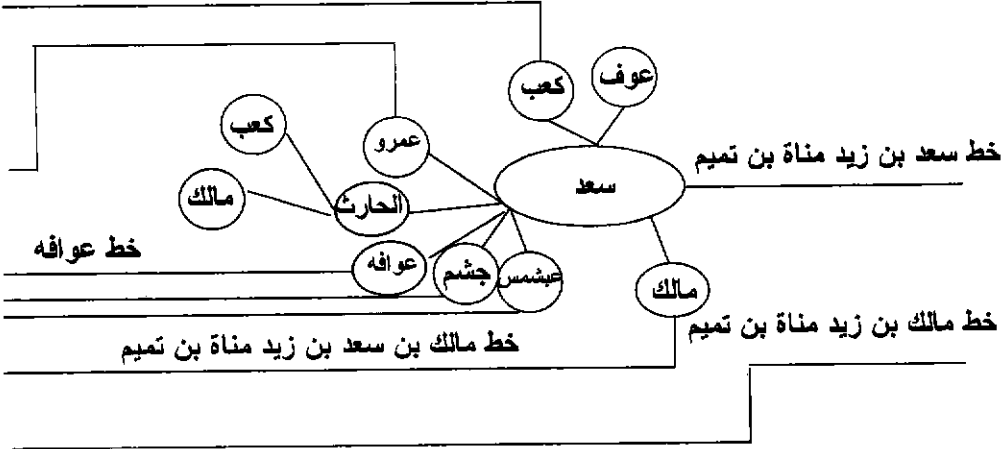 عوف
كعب
كعب
عمرو
خط سعد بن زيد مناة بن تميم
سعد
مالك
الحارث
خط عوافه
عوافه
جشم
عبشمس
مالك
خط مالك بن زيد مناة بن تميم
خط مالك بن سعد بن زيد مناة بن تميم